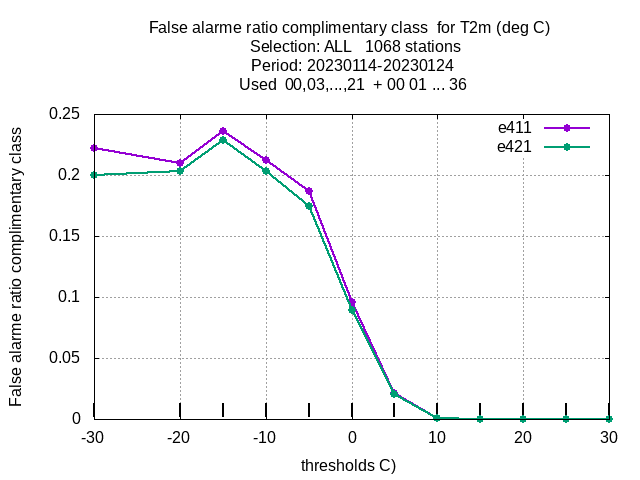 False alarme ratio complimentary class  for T2m (deg C)
Selection: ALL   1068 stations
Period: 20230114-20230124
Used  00,03,...,21  + 00 01 ... 36
False alarme ratio complimentary class
0.25
0.2
0.15
0.1
0.05
0
e411
e421
-30 -20 -10 0 10 20 30
thresholds C)